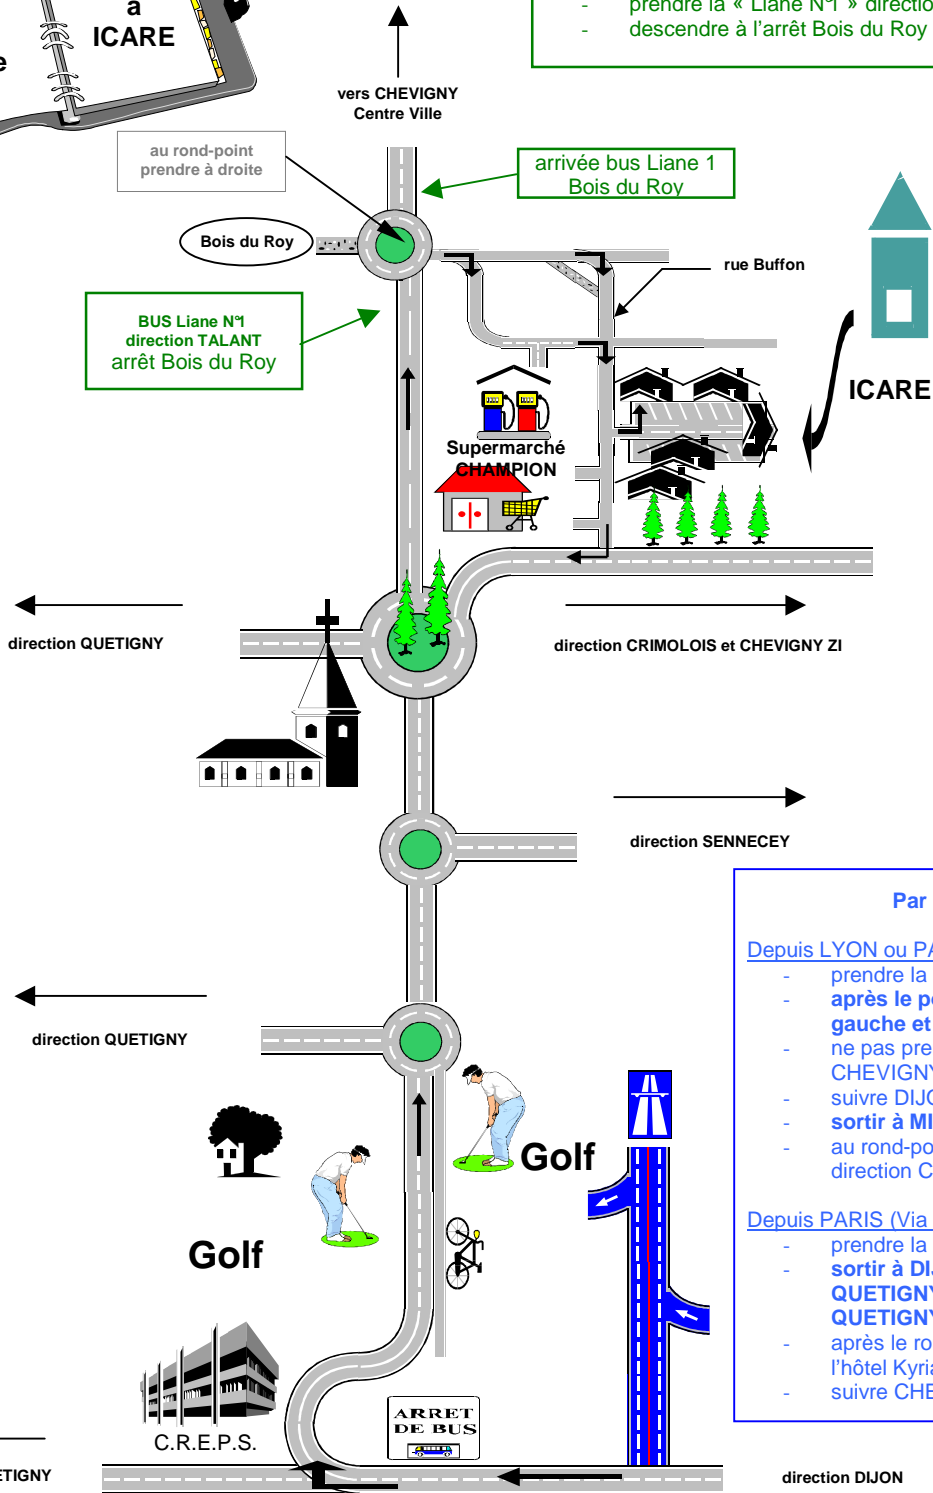 à
ICARE
e
- prendre la « Liane N°1 » direction
- descendre à l'arrêt Bois du Roy
vers CHEVIGNY
Centre Ville
au rond-point
prendre à droite
arrivée bus Liane 1
Bois du Roy
Bois du Roy
rue Buffon
BUS Liane N°1
direction TALANT
arrêt Bois du Roy
ICARE
Supermarché
CHAMPION
direction QUETIGNY
direction CRIMOLOIS et CHEVIGNY ZI
direction SENNECEY
Par
Depuis LYON ou PA
- prendre la
- après le p
gauche et
- ne pas pre
CHEVIGNY
- suivre DIJO
- sortir à MI
- au rond-po
direction C
direction QUETIGNY
Golf
Golf
Depuis PARIS (Via
- prendre la
- sortir à DIJ
QUETIGNY
QUETIGNY
- après le ro
l'hôtel Kyria
- suivre CHE
C.R.E.P.S.
ARRET
DE BUS
ETIGNY
direction DIJON